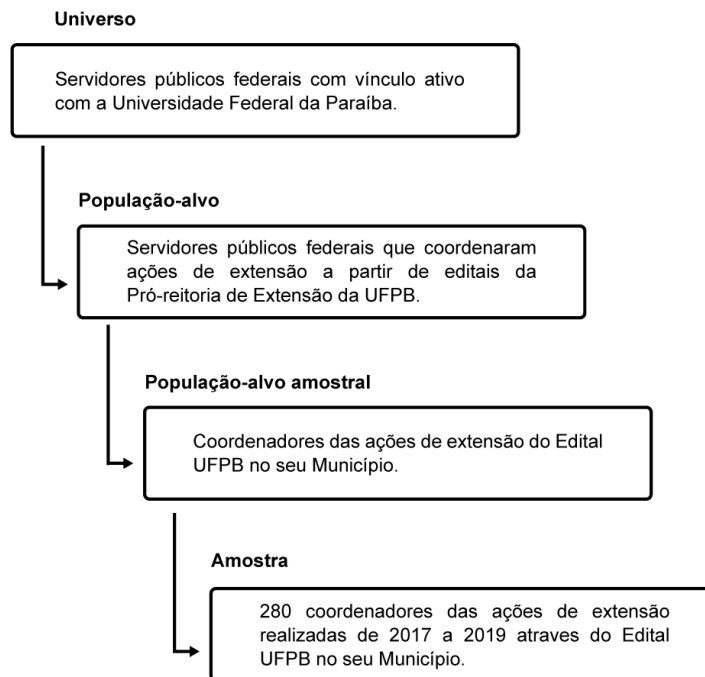 Universo
Servidores públicos federais com vínculo ativo
com a Universidade Federal da Paraíba.
População-alvo
Servidores públicos federais que coordenaram
ações de extensão a partir de editais da
Pró-reitoria de Extensão da UFPB.
População-alvo amostral
Coordenadores das ações de extensão do Edital
UFPB no seu Município.
Amostra
280 coordenadores das ações de extensão
realizadas de 2017 a 2019 atraves do Edital
UFPB no seu Município.